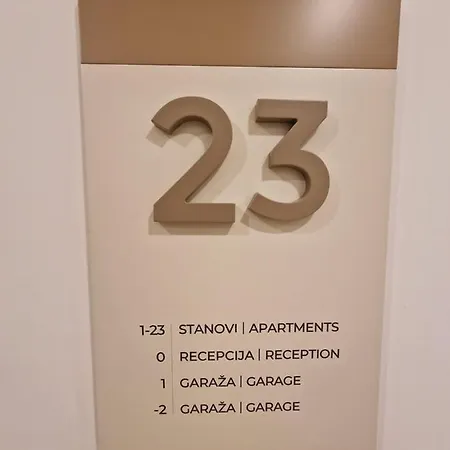 23
1-23 STANOVI | APARTMENTS
0 RECEPCIJA | RECEPTION
1 GARAŽA | GARAGE
-2 GARAŽA | GARAGE